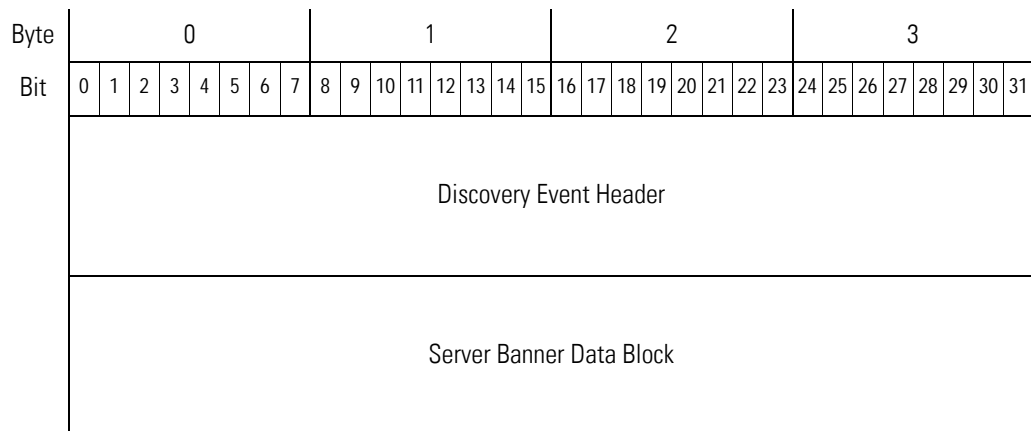 Byte 0 1 2 3
Bit 0 1 2 3 4 5 6 7 8 9 10 11 12 13 14 15 16 17 18 19 20 21 22 23 24 25 26 27 28 29 30 31
Discovery Event Header
Server Banner Data Block